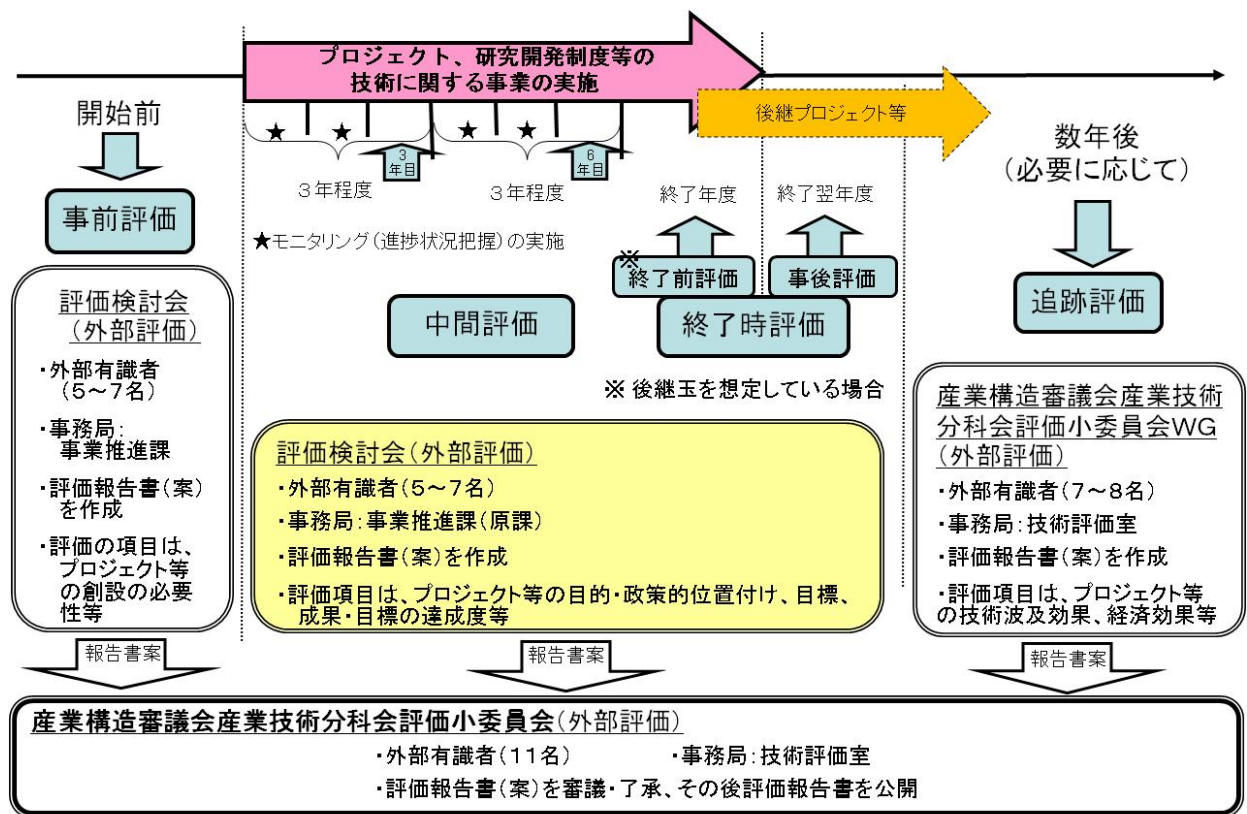 プロジェクト、研究開発制度等の
技術に関する事業の実施
後継プロジェクト等
開始前
事前評価
★ ★ ★ ★
3
年目
6
年目
3年程度
3年程度
★モニタリング(進捗状況把握)の実施
終了年度
終了翌年度
数年後
(必要に応じて)
※
終了前評価
事後評価
中間評価
終了時評価
追跡評価
※ 後継玉を想定している場合
評価検討会
(外部評価)
・外部有識者
(5~7名)
・事務局:
事業推進課
・評価報告書(案)
を作成
・評価の項目は、
プロジェクト等
の創設の必要
性等
評価検討会(外部評価)
・外部有識者(5~7名)
・事務局:事業推進課(原課)
・評価報告書(案)を作成
・評価項目は、プロジェクト等の目的・政策的位置付け、目標、
成果・目標の達成度等
産業構造審議会産業技術
分科会評価小委員会WG
(外部評価)
・外部有識者(7~8名)
・事務局:技術評価室
・評価報告書(案)を作成
・評価項目は、プロジェクト等
の技術波及効果、経済効果等
報告書案
報告書案
報告書案
産業構造審議会産業技術分科会評価小委員会(外部評価)
・外部有識者(11名) ・事務局:技術評価室
・評価報告書(案)を審議・了承、その後評価報告書を公開